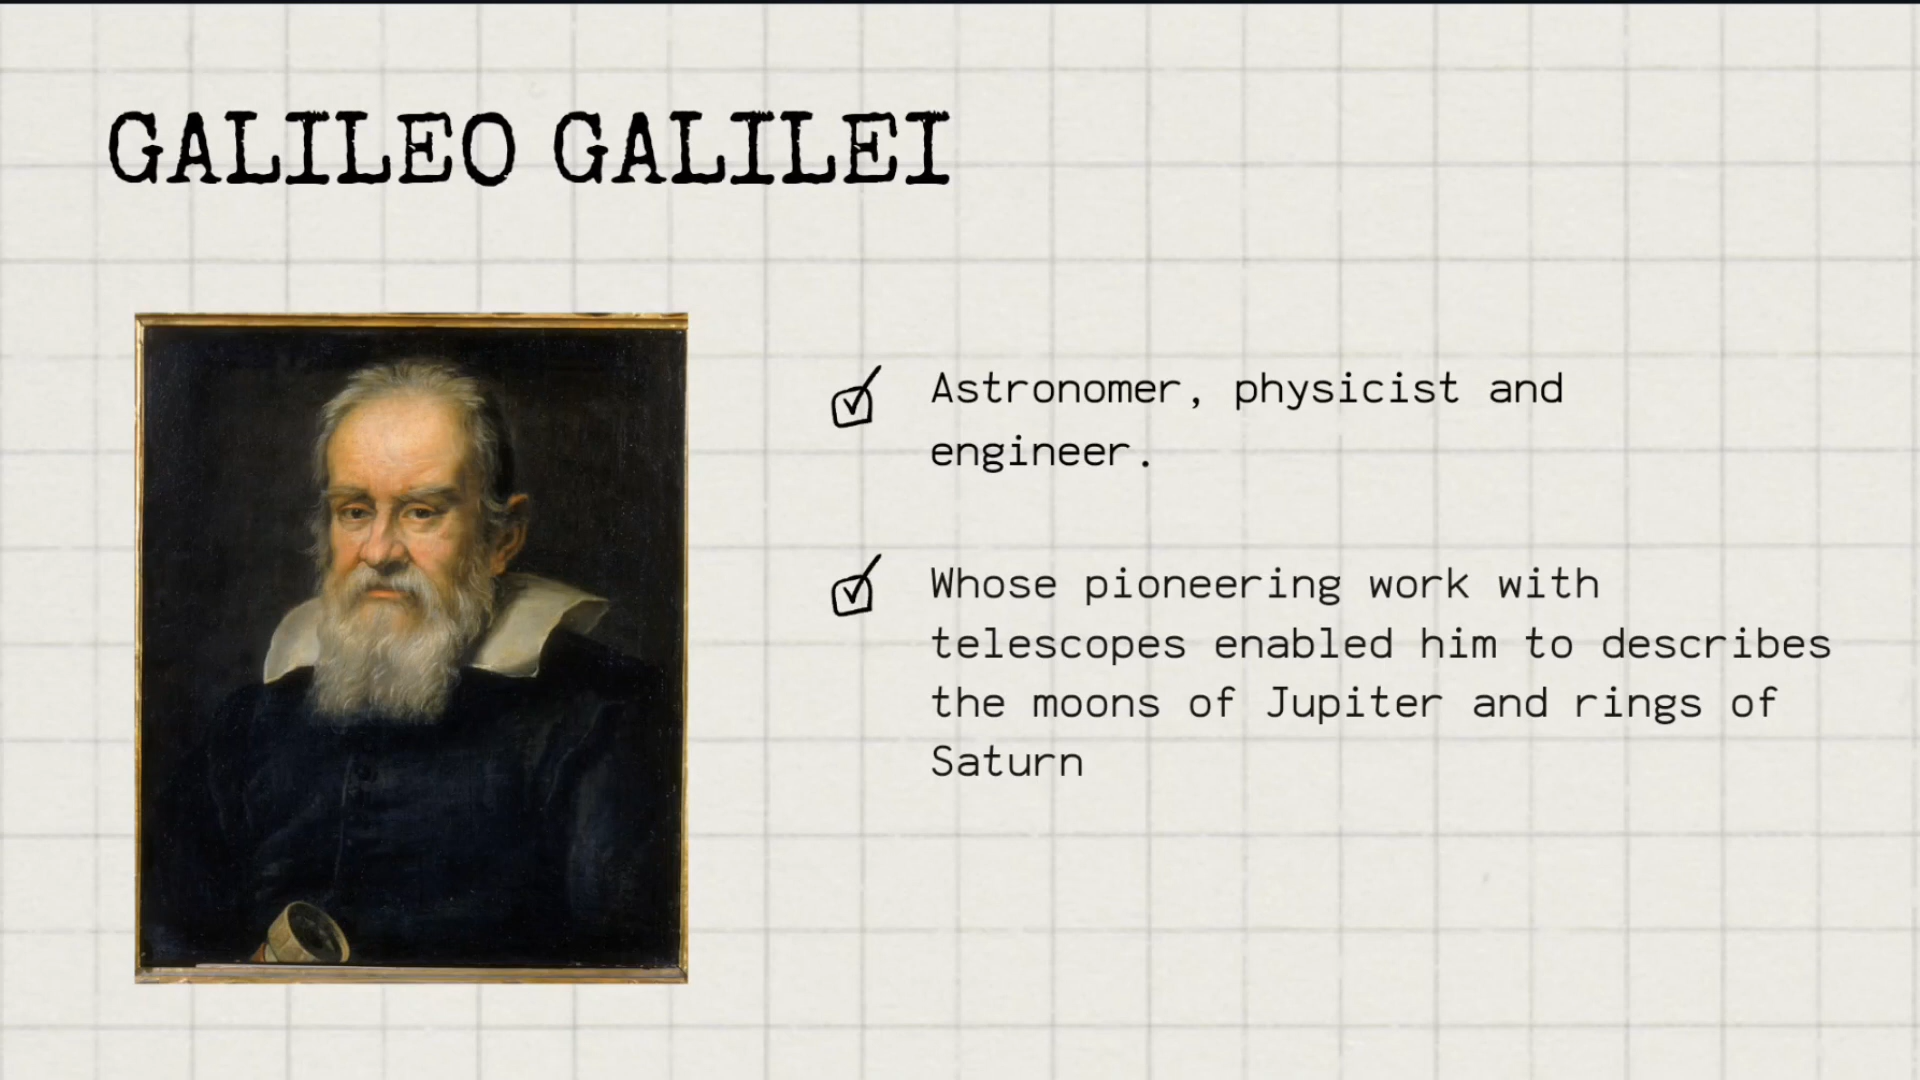 GALILEO GALILEI
Astronomer, physicist and
engineer.
Whose pioneering work with
telescopes enabled him to describes
the moons of Jupiter and rings of
Saturn